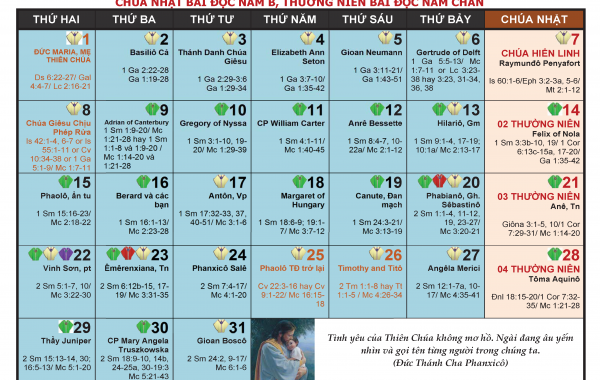 CHÚA NHẬT BÀI ĐỌC NĂM B, THƯỜNG NIÊN BÀI ĐỌC NĂM CHẴN
THỨ HAI THỨ BA THỨ TƯ THỨ NĂM THỨ SÁU THỨ BẢY CHÚA NHẬT
1
ĐỨC MARIA, MẸ
THIÊN CHÚA
Ds 6:22-27/ Gal
4:4-7/ Lc 2:16-21
2
Basiliô Cả
1 Ga 2:22-28
1 Ga 1:19-28
3
Thánh Danh Chúa
Giêsu
1 Ga 2:29-3:6
1 Ga 1:29-34
4
Elizabeth Ann
Seton
1 Ga 3:7-10/
1 Ga 1:35-42
5
Gioan Neumann
1 Ga 3:11-21/
Ga 1:43-51
6
Gertrude of Delft
1 Ga 5:5-13/ Mc
1:7-11 or Lc 3:23-
38 hay 3:23, 31-34,
36, 38
7
CHÚA HIỂN LINH
Raymundô Penyafort
Is 60:1-6/Eph 3:2-3a, 5-6/
Mt 2:1-12
8
Chúa Giêsu Chịu
Phép Rửa
Is 42:1-4, 6-7 or Is
55:1-11 or Cv
10:34-38 or 1 Ga
5:1-9/ Mc 1:7-11
9
Adrian of Canterbury
1 Sm 1:9-20/ Mc
1:21-28 hay 1 Sm
1:1-8 và 1:9-20 /
Mc 1:14-20 và
1:21-28
10
Gregory of Nyssa
1 Sm 3:1-10, 19-
20/ Mc 1:29-39
11
CP William Carter
1 Sm 4:1-11/ Mc
1:40-45
12
Anrê Bessette
1 Sm 8:4-7, 10-
22a/ Mc 2:1-12
13
Hilariô, Gm
1 Sm 9:1-4, 17-19;
10:1a/ Mc 2:13-17
14
02 THƯỜNG NIÊN
Felix of Nola
1 Sm 3:3b-10, 19/ 1 Cor
6:13c-15a, 17-20/
Ga 1:35-42
15
Phaolô, ẩn tu
1 Sm 15:16-23/
Mc 2:18-22
16
Berard và các
bạn
1 Sm 16:1-13/
Mc 2:23-28
17
Antôn, Vp
1 Sm 17:32-33, 37,
40-51/ Mc 3:1-6
18
Margaret of
Hungary
1 Sm 18:6-9; 19:1-
7/ Mc 3:7-12
19
Canute, Đan
mạch
1 Sm 24:3-21/
Mc 3:13-19
20
Phabianô, Gh,
Sêbastinô
2 Sm 1:1-4, 11-12,
19, 23-27/ Mc
3:20-21
21
03 THƯỜNG NIÊN
Anê, Tn
Giôna 3:1-5, 10/1 Cor
7:29-31/ Mc 1:14-20
22
Vinh Sơn, pt
2 Sm 5:1-7, 10/
Mc 3:22-30
23
Êmêrenxiana, Tn
2 Sm 6:12b-15, 17-
19/ Mc 3:31-35
24
Phanxicô Salê
2 Sm 7:4-17/
Mc 4:1-20
25
Phaolô TĐ trở lại
Cv 22:3-16 hay Cv
9:1-22/ Mc 16:15-
18
26
Timothy and Titô
2 Tm 1:1-8 hay Tt
1:1-5 / Mc 4:26-34
27
Angêla Merici
2 Sm 12:1-7a, 10-
17/ Mc 4:35-41
28
04 THƯỜNG NIÊN
Tôma Aquinô
Đnl 18:15-20/1 Cor 7:32-
35/ Mc 1:21-28
29
Thầy Juniper
2 Sm 15:13-14, 30;
16:5-13/ Mc 5:1-20
30
CP Mary Angela
Truszkowska
2 Sm 18:9-10, 14b,
24-25a, 30-19:3
Mc 5:21-43
31
Gioan Boscô
2 Sm 24:2, 9-17/
Mc 6:1-6
Tình yêu của Thiên Chúa không mơ hồ. Ngài đang âu yếm
nhìn và gọi tên từng người trong chúng ta.
(Đức Thánh Cha Phanxicô)